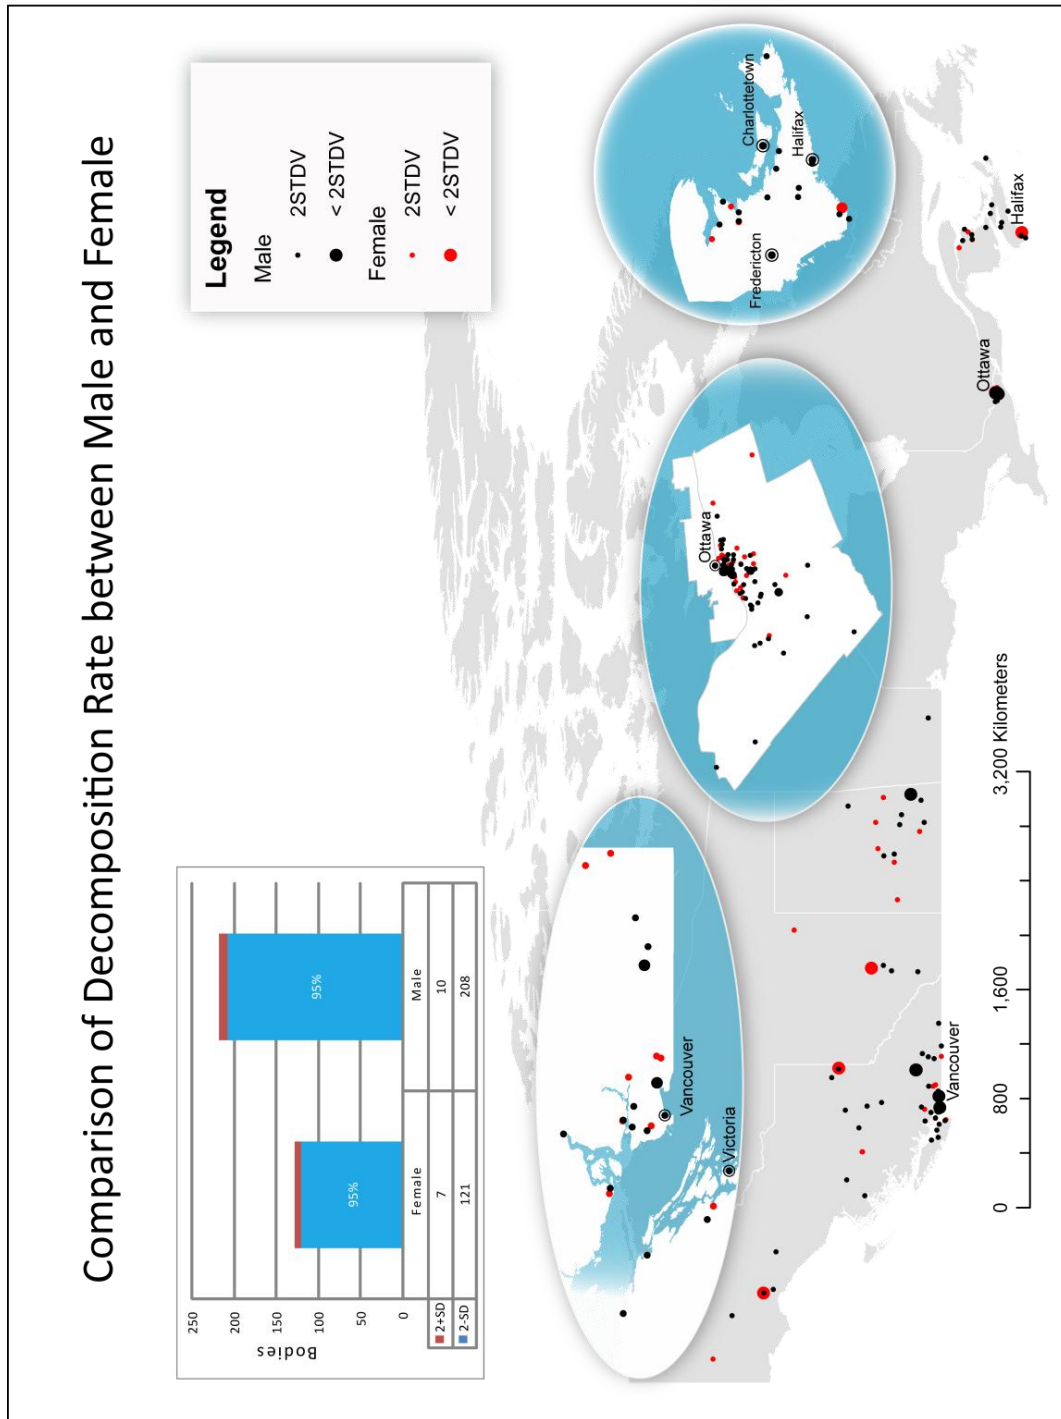 Comparison of Decomposition Rate between Male and Female
250
200
150
100
50
0
Bodies
95%
95%
Female
Male
2+SD
7
10
2-SD
121
208
Legend
Male
2STDV
< 2STDV
Female
2STDV
< 2STDV
Vancouver
Victoria
Ottawa
Charlottetown
Halifax
Fredericton
Vancouver
Ottawa
Halifax
0
800
1,600
3,200 Kilometers